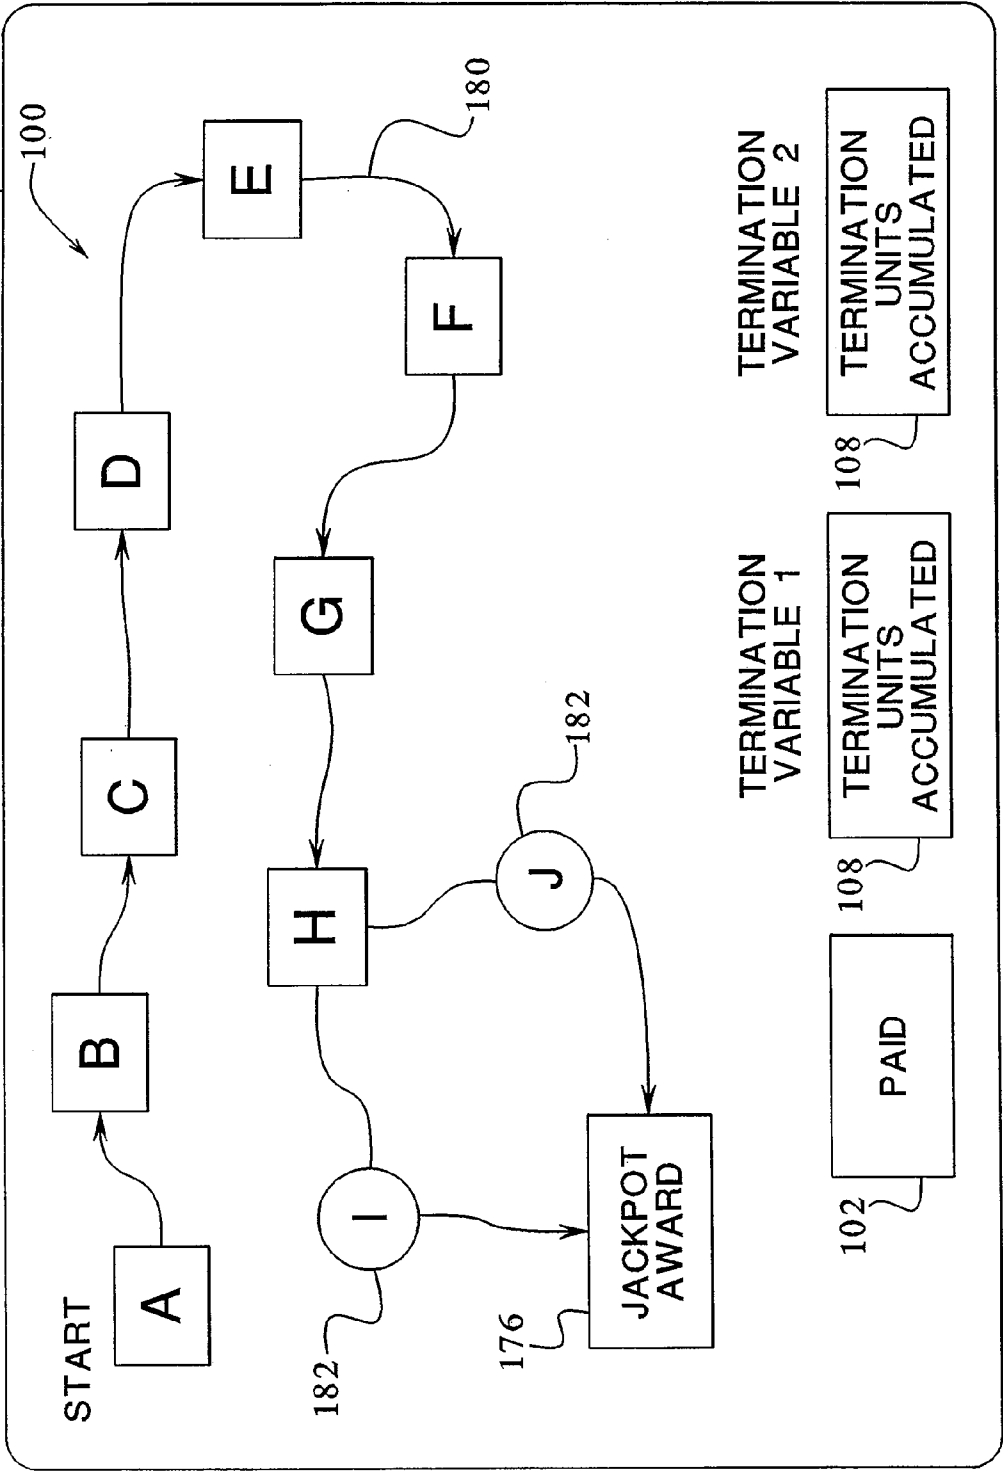 100
START
A
B
C
D
E
180
F
G
H
I
182
J
182
176
JACKPOT
AWARD
102
PAID
TERMINATION
VARIABLE 1
108
TERMINATION
UNITS
ACCUMULATED
TERMINATION
VARIABLE 2
108
TERMINATION
UNITS
ACCUMULATED